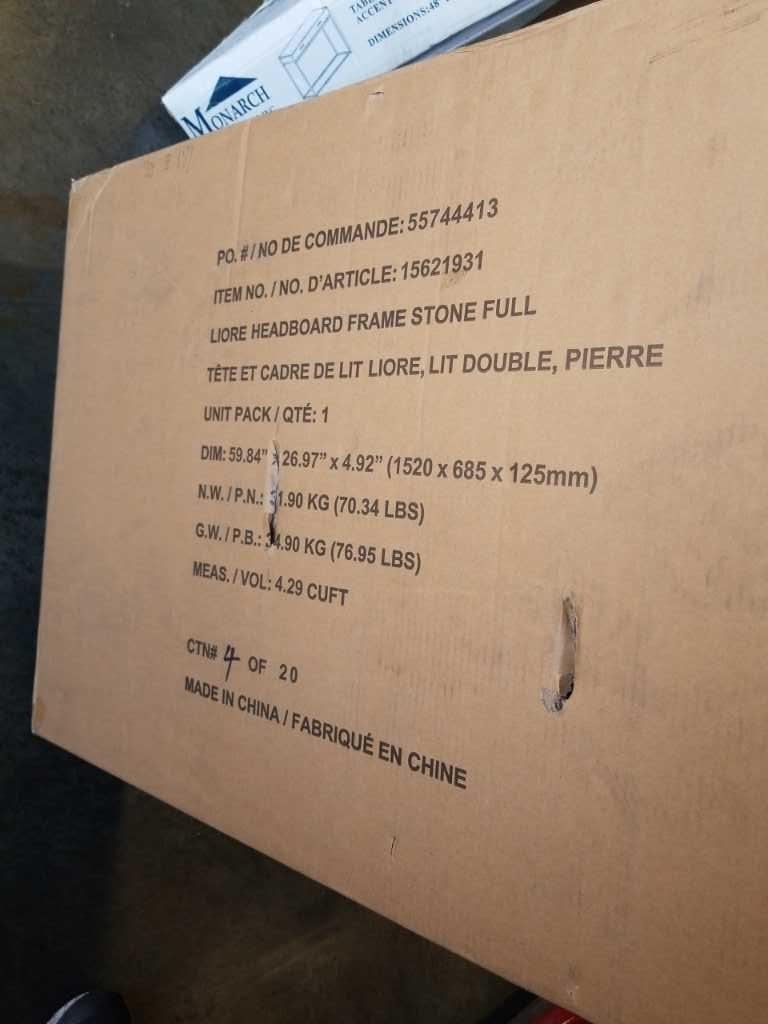 TAB
ACCENT
DIMENSIONS:48"
MONARCH
PO. # / NO DE COMMANDE: 55744413
ITEM NO. / NO. D'ARTICLE: 15621931
LIORE HEADBOARD FRAME STONE FULL
TÊTE ET CADRE DE LIT LIORE, LIT DOUBLE, PIERRE
UNIT PACK / QTÉ: 1
DIM: 59.84" x 26.97" x 4.92" (1520 x 685 x 125mm)
N.W. / P.N.: 31.90 KG (70.34 LBS)
G.W. / P.B.: 34.90 KG (76.95 LBS)
MEAS. / VOL: 4.29 CUFT
CTN# 4 OF 20
MADE IN CHINA / FABRIQUÉ EN CHINE